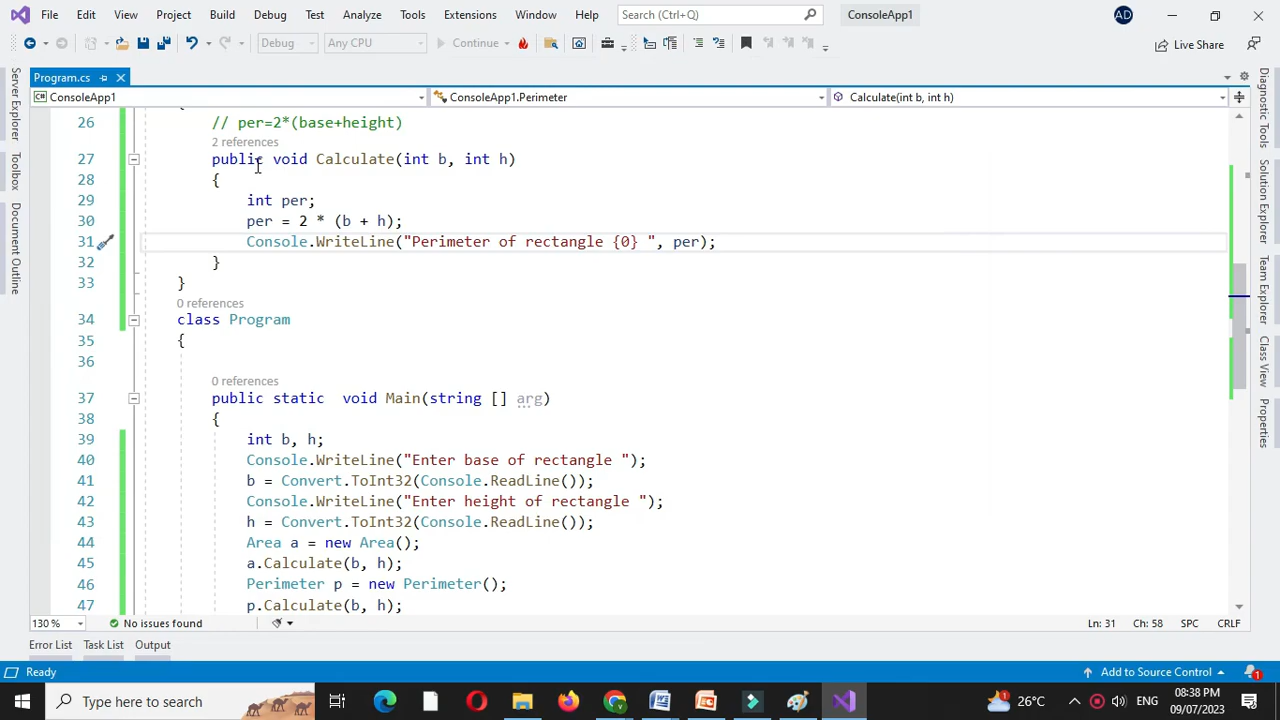 File Edit View Project Build Debug Test Analyze Tools Extensions Window Help Search (Ctrl+Q) ConsoleApp1 AD
Debug Any CPU Continue Live Share
Program.cs
ConsoleApp1 ConsoleApp1.Perimeter Calculate(int b, int h)
Server Explorer
Toolbox
Document Outline
26 // per=2*(base+height)
2 references
27 public void Calculate(int b, int h)
28 {
29 int per;
30 per = 2 * (b + h);
31 Console.WriteLine("Perimeter of rectangle {0} ", per);
32 }
33 }
0 references
34 class Program
35 {
36
0 references
37 public static void Main(string [] arg)
38 {
39 int b, h;
40 Console.WriteLine("Enter base of rectangle ");
41 b = Convert.ToInt32(Console.ReadLine());
42 Console.WriteLine("Enter height of rectangle ");
43 h = Convert.ToInt32(Console.ReadLine());
44 Area a = new Area();
45 a.Calculate(b, h);
46 Perimeter p = new Perimeter();
47 p.Calculate(b, h);
Diagnostic Tools
Solution Explorer
Team Explorer
Class View
Properties
130 % No issues found Ln: 31 Ch: 58 SPC CRLF
Error List Task List Output
Ready Add to Source Control 1
Type here to search 26°C ENG 08:38 PM
09/07/2023